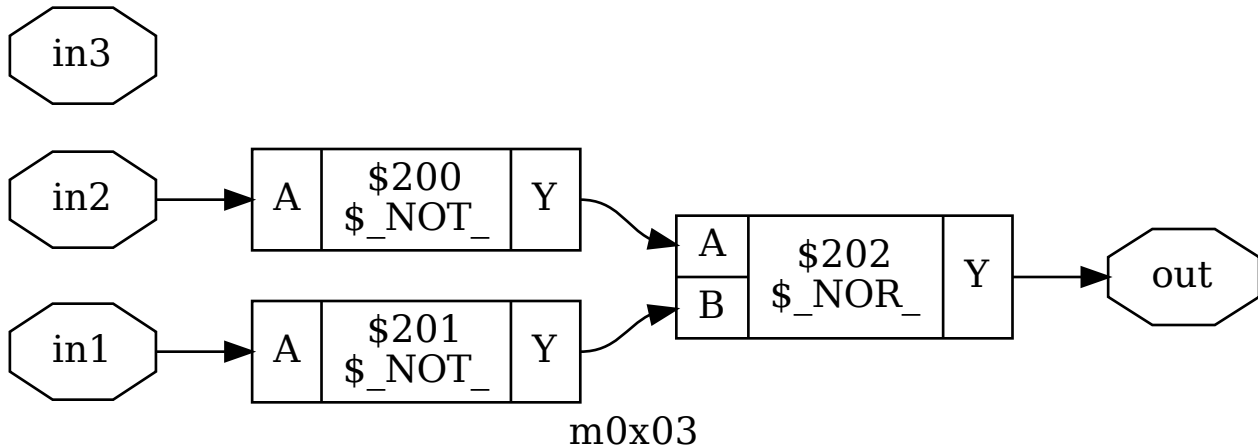 in3
in2
A
$200
$_NOT_
Y
in1
A
$201
$_NOT_
Y
A
B
$202
$_NOR_
Y
out
m0x03